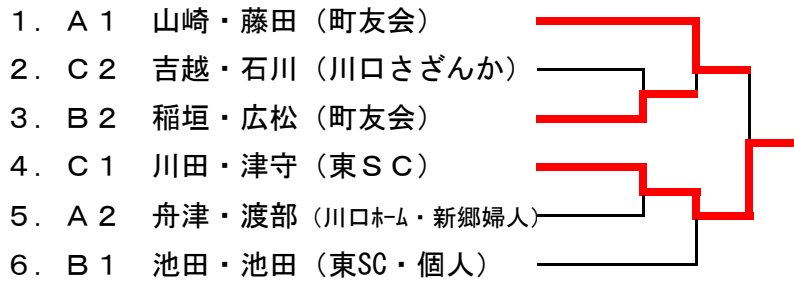 １． Ａ１ 山崎・藤田（町友会）
２． Ｃ２ 吉越・石川（川口さざんか）
３． Ｂ２ 稲垣・広松（町友会）
４． Ｃ１ 川田・津守（東ＳＣ）
５． Ａ２ 舟津・渡部（川口ﾎｰﾑ・新郷婦人）
６． Ｂ１ 池田・池田（東SC・個人）